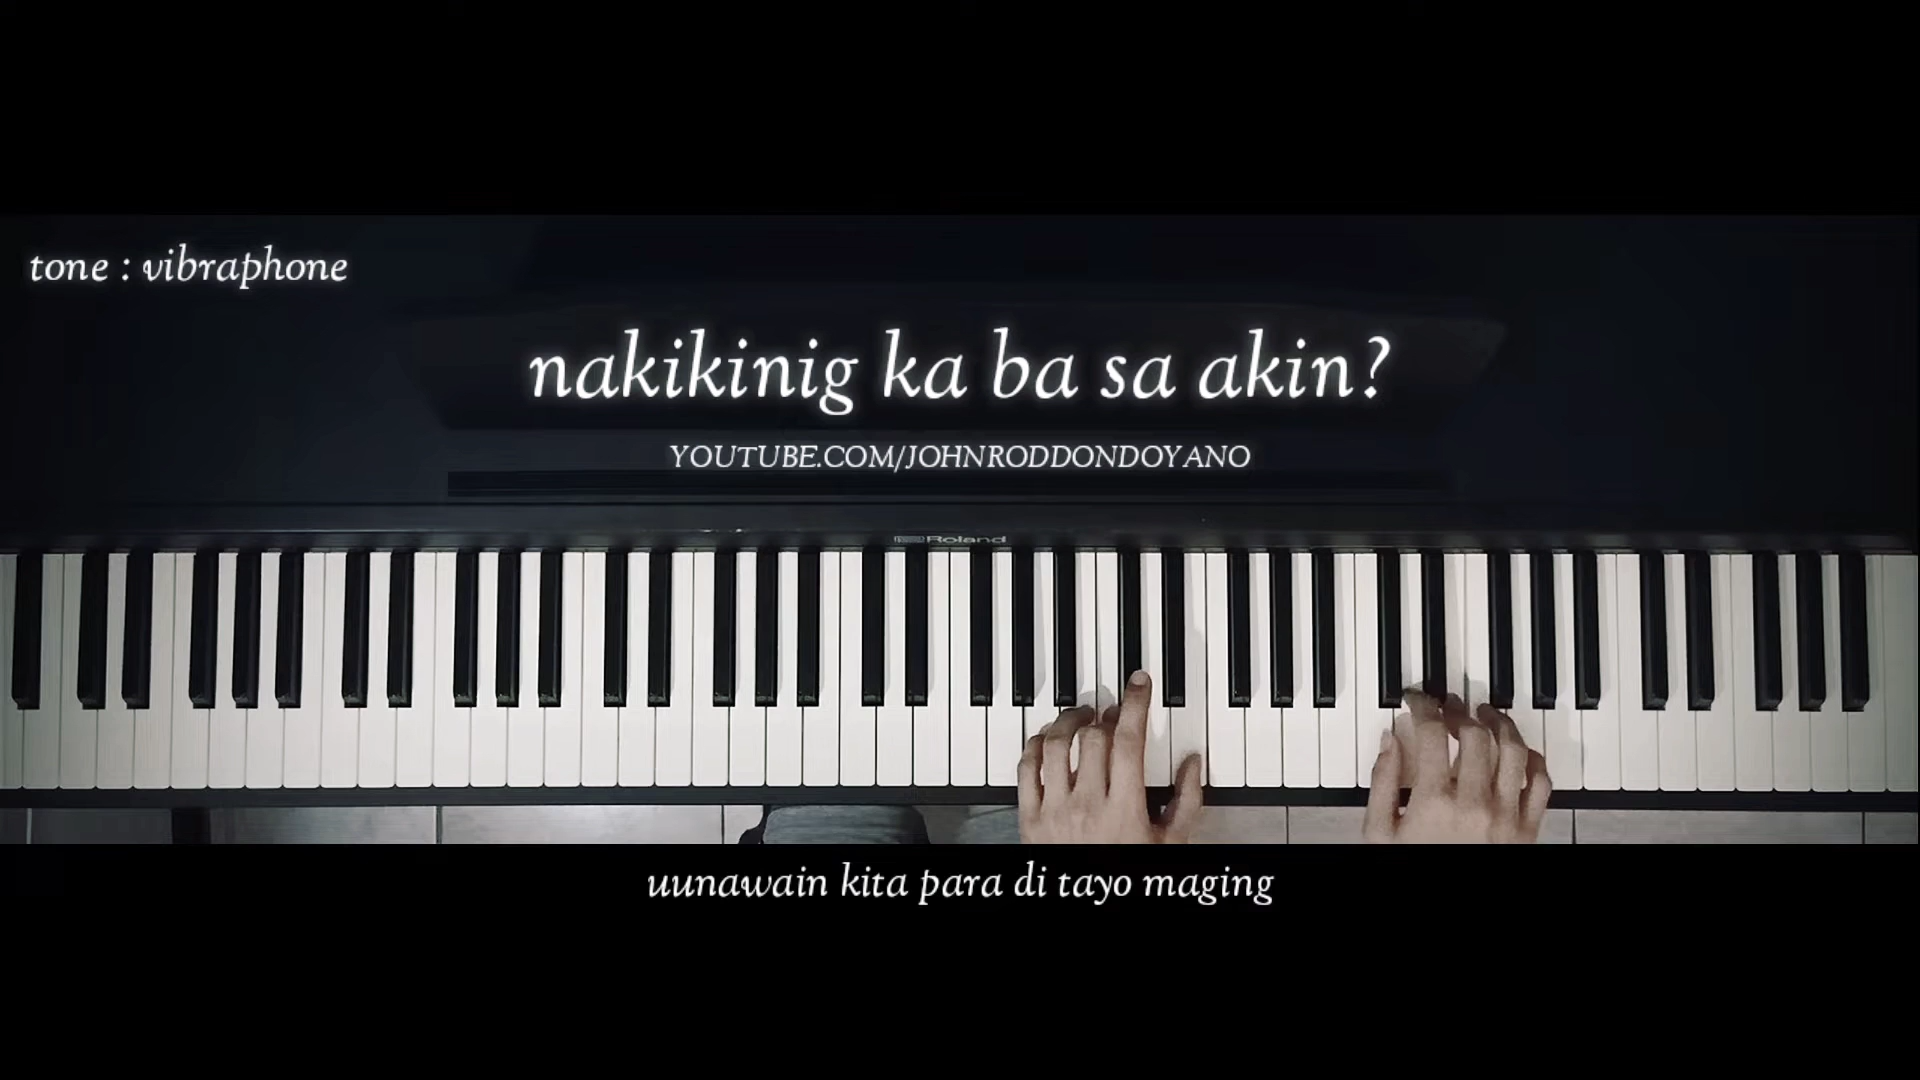 tone : vibraphone
nakikinig ka ba sa akin?
YOUTUBE.COM/JOHNRODDONDOYANO
Roland
uunawain kita para di tayo maging